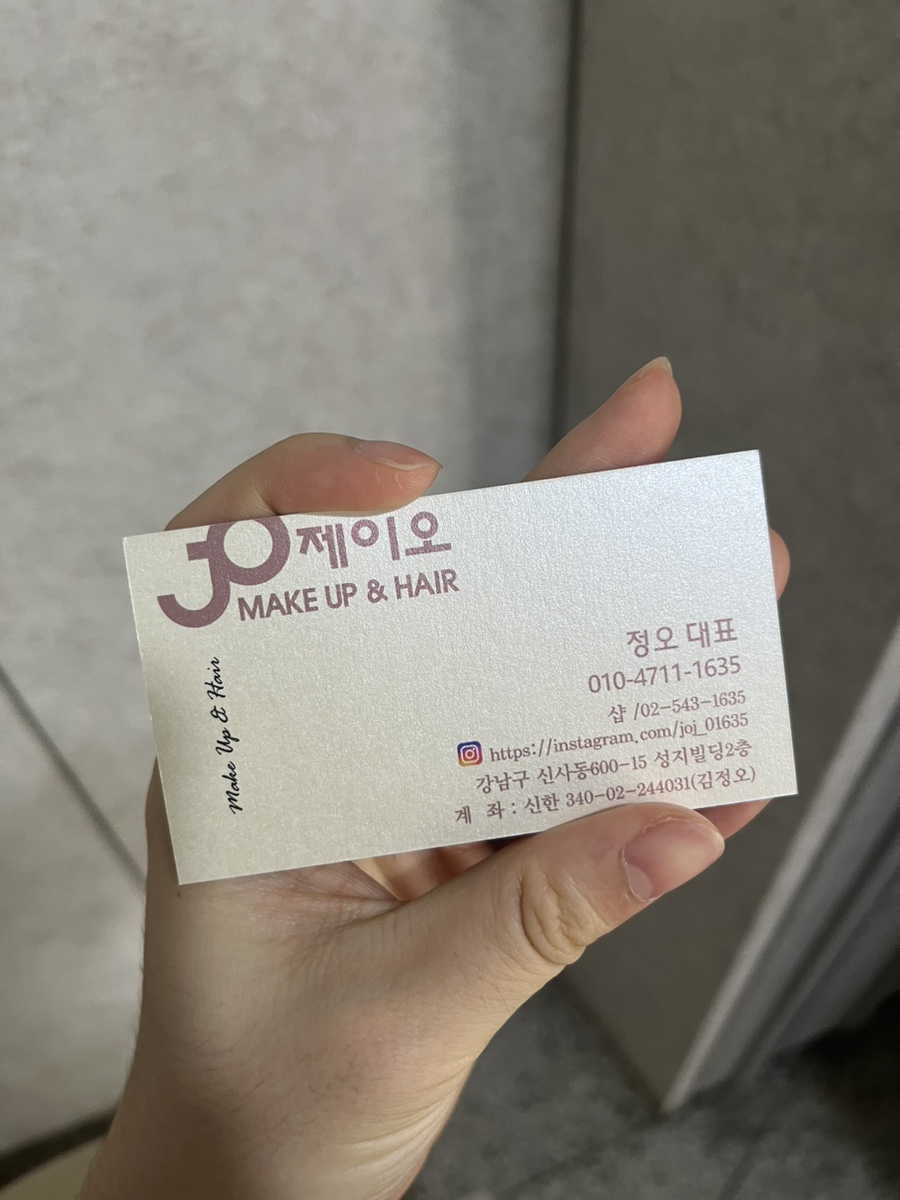 JO 제이오
MAKE UP & HAIR
Make Up & Hair
정오 대표
010-4711-1635
샵 /02-543-1635
https://instagram.com/joj_01635
강남구 신사동600-15 성지빌딩2층
계 좌 : 신한 340-02-244031(김정오)